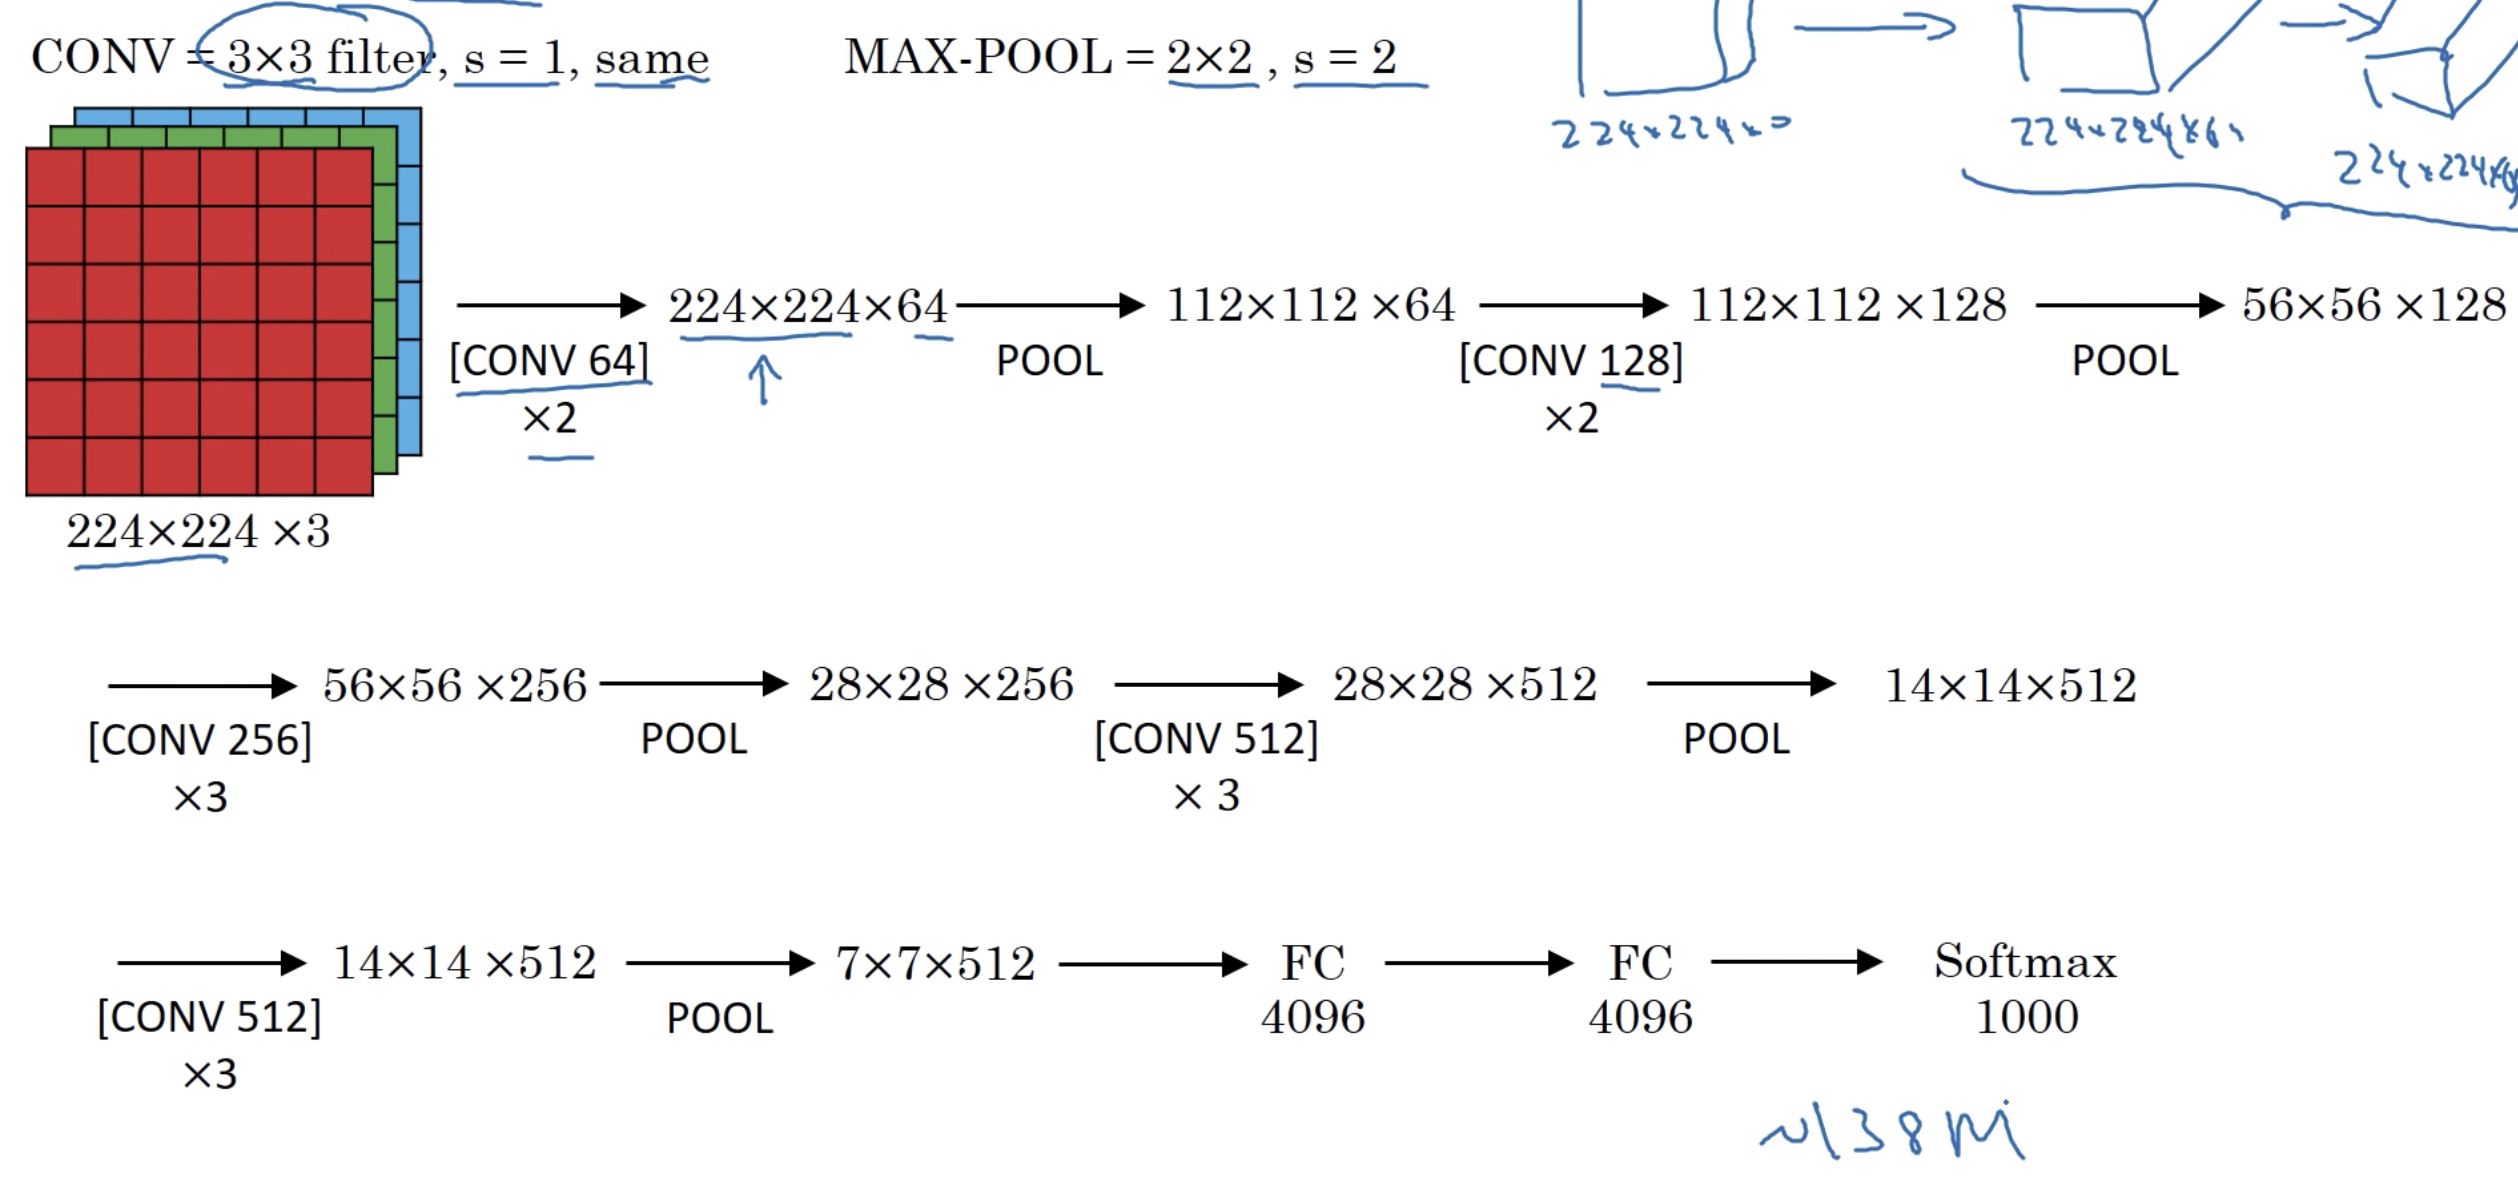 CONV = 3×3 filter, s = 1, same MAX-POOL = 2×2 , s = 2
224×224×
224×224×6
224×224×
224×224×64 112×112 ×64 112×112 ×128 56×56 ×128
[CONV 64] POOL [CONV 128] POOL
×2 ×2
224×224 ×3
56×56 ×256 28×28 ×256 28×28 ×512 14×14×512
[CONV 256] POOL [CONV 512] POOL
×3 × 3
14×14 ×512 7×7×512 FC FC Softmax
[CONV 512] POOL 4096 4096 1000
×3
~138M